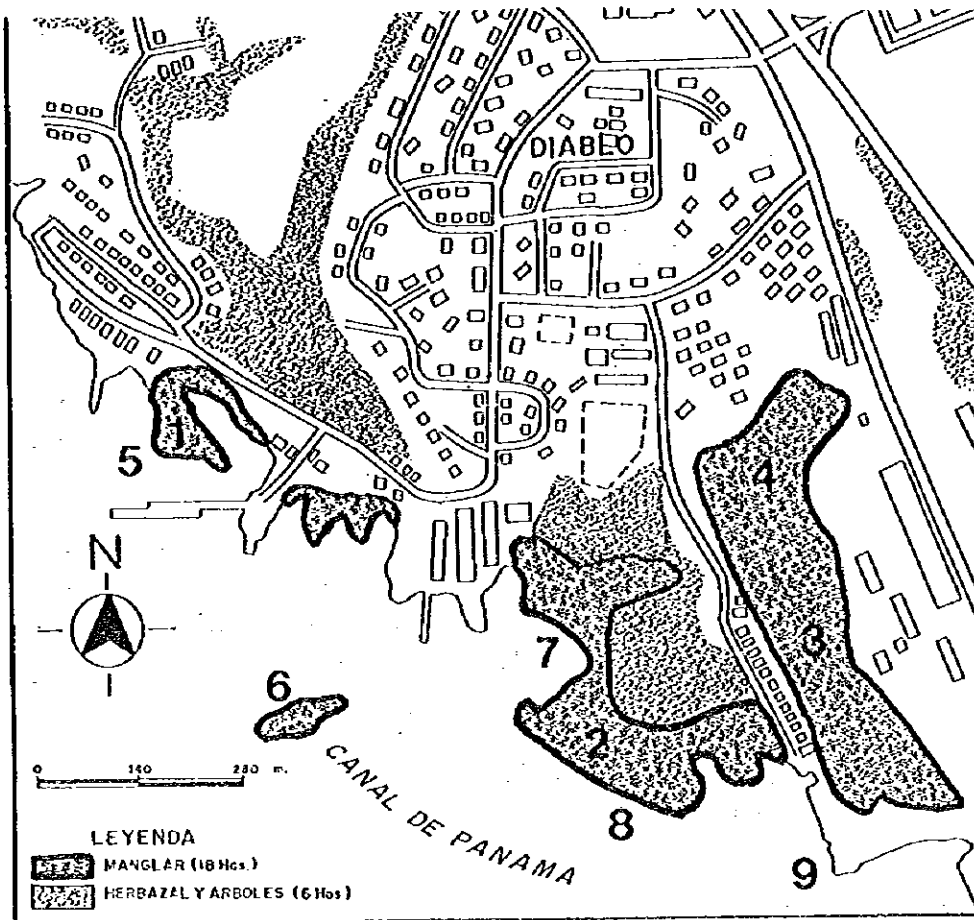 DIABLO
4
1
5
N
3
7
6
2
0 140 280 m.
CANAL DE PANAMA
8
LEYENDA
MANGLAR (18 Has.)
9
HERBAZAL Y ARBOLES (6 Has)